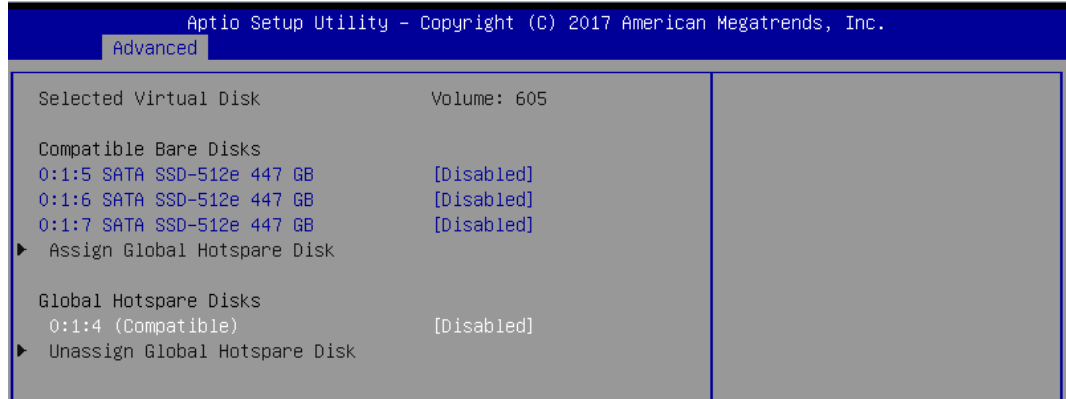 Aptio Setup Utility – Copyright (C) 2017 American Megatrends, Inc.
Advanced
Selected Virtual Disk Volume: 605
Compatible Bare Disks
0:1:5 SATA SSD-512e 447 GB [Disabled]
0:1:6 SATA SSD-512e 447 GB [Disabled]
0:1:7 SATA SSD-512e 447 GB [Disabled]
Assign Global Hotspare Disk
Global Hotspare Disks
0:1:4 (Compatible) [Disabled]
Unassign Global Hotspare Disk